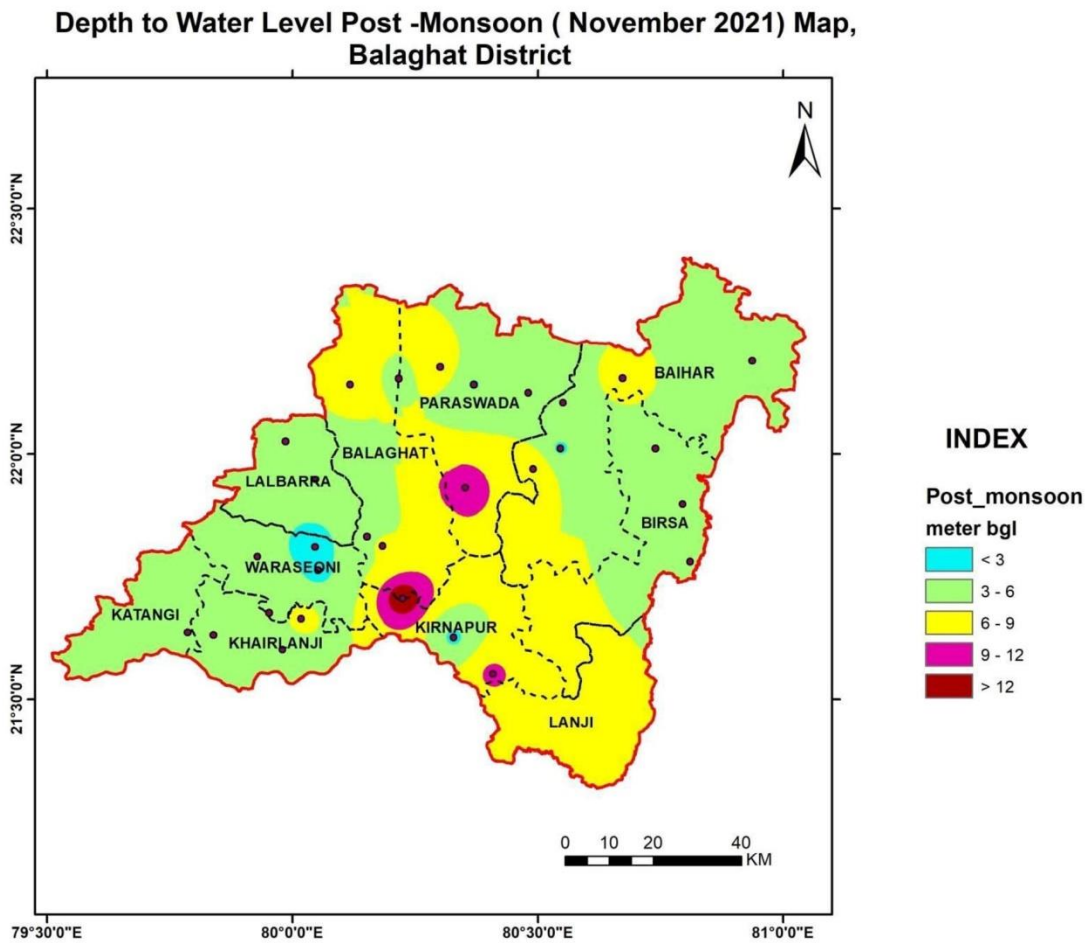 Depth to Water Level Post -Monsoon ( November 2021) Map,
Balaghat District
N
22°30'0"N
22°0'0"N
21°30'0"N
BAIHAR
PARASWADA
BALAGHAT
LALBARRA
BIRSA
WARASEONI
KATANGI
KHAIRLANJI
KIRNAPUR
LANJI
0 10 20 40
KM
79°30'0"E 80°0'0"E 80°30'0"E 81°0'0"E
INDEX
Post_monsoon
meter bgl
< 3
3 - 6
6 - 9
9 - 12
> 12